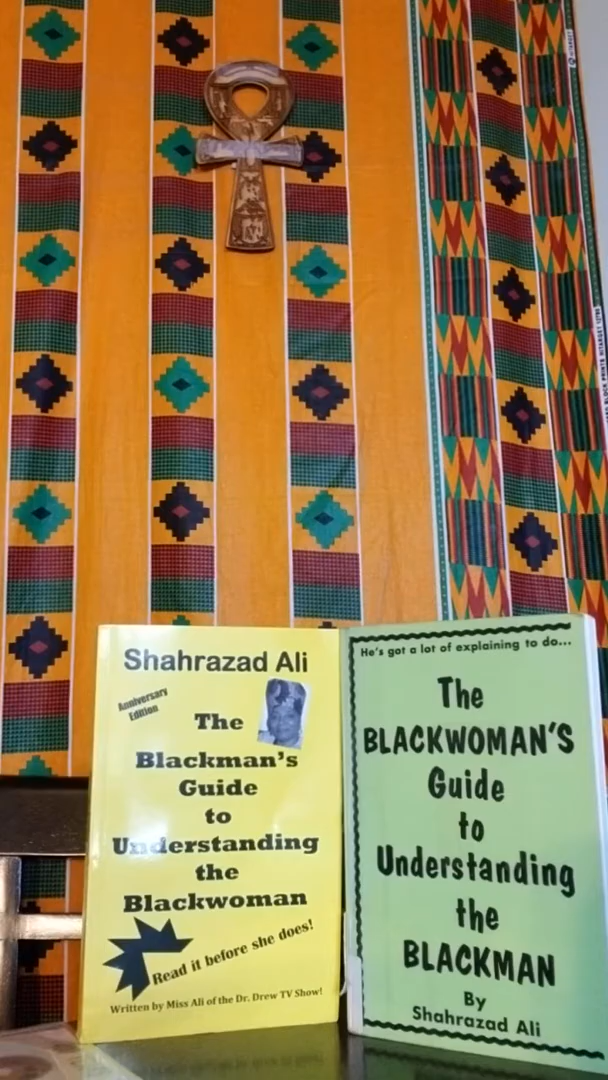 Shahrazad Ali
Anniversary
Edition
The
Blackman's
Guide
to
Understanding
the
Blackwoman
Read it before she does!
Written by Miss Ali of the Dr. Drew TV Show!
He's got a lot of explaining to do...
The
BLACKWOMAN'S
Guide
to
Understanding
the
BLACKMAN
By
Shahrazad Ali